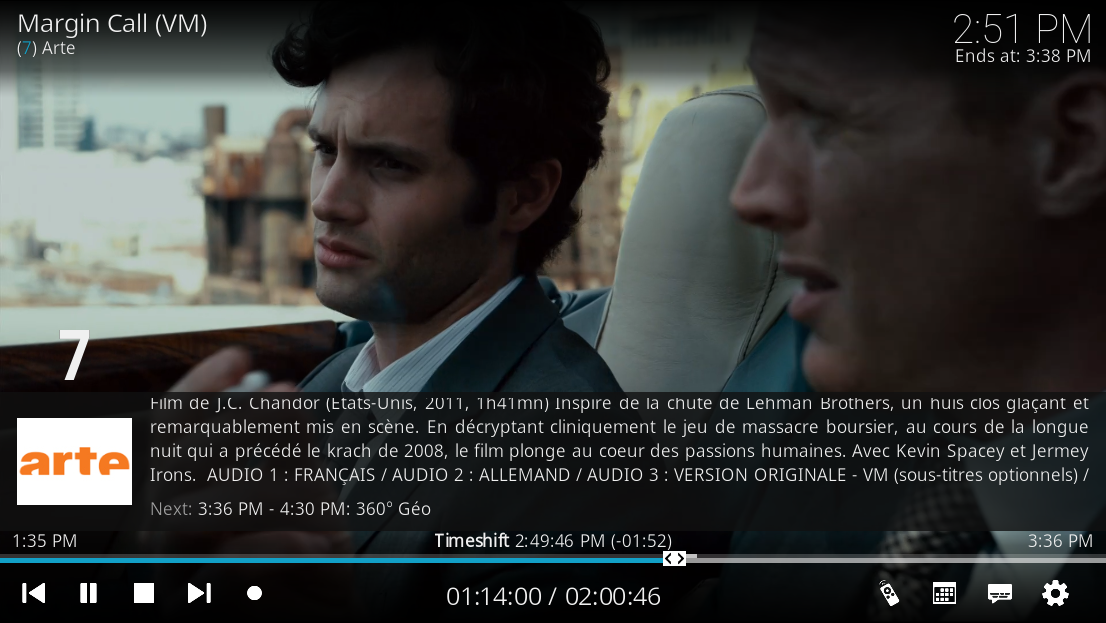 Margin Call (VM)
2:51 PM
(7) Arte
Ends at: 3:38 PM
7
Film de J.C. Chandor (Etats-Unis, 2011, 1h41mn) Inspiré de la chute de Lehman Brothers, un huis clos glaçant et
remarquablement mis en scène. En décryptant cliniquement le jeu de massacre boursier, au cours de la longue
nuit qui a précédé le krach de 2008, le film plonge au coeur des passions humaines. Avec Kevin Spacey et Jermey
Irons. AUDIO 1 : FRANÇAIS / AUDIO 2 : ALLEMAND / AUDIO 3 : VERSION ORIGINALE - VM (sous-titres optionnels) /
arte
Next: 3:36 PM - 4:30 PM: 360° Géo
1:35 PM
Timeshift 2:49:46 PM (-01:52)
3:36 PM
01:14:00 / 02:00:46